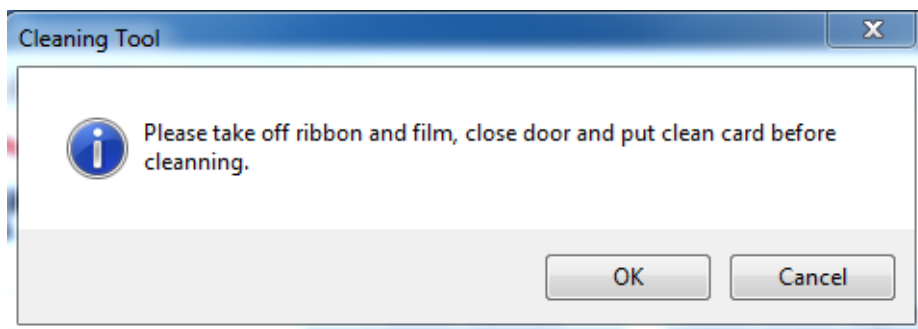 Cleaning Tool
Please take off ribbon and film, close door and put clean card before
cleanning.
OK
Cancel